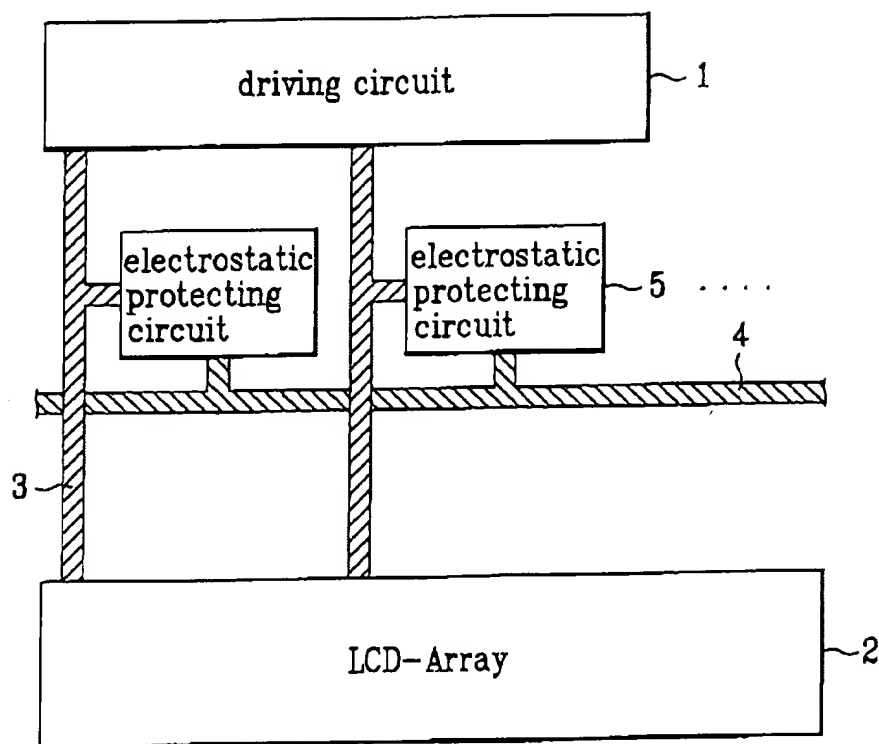 driving circuit
1
electrostatic
protecting
circuit
electrostatic
protecting
circuit
5
. . . .
4
3
LCD-Array
2